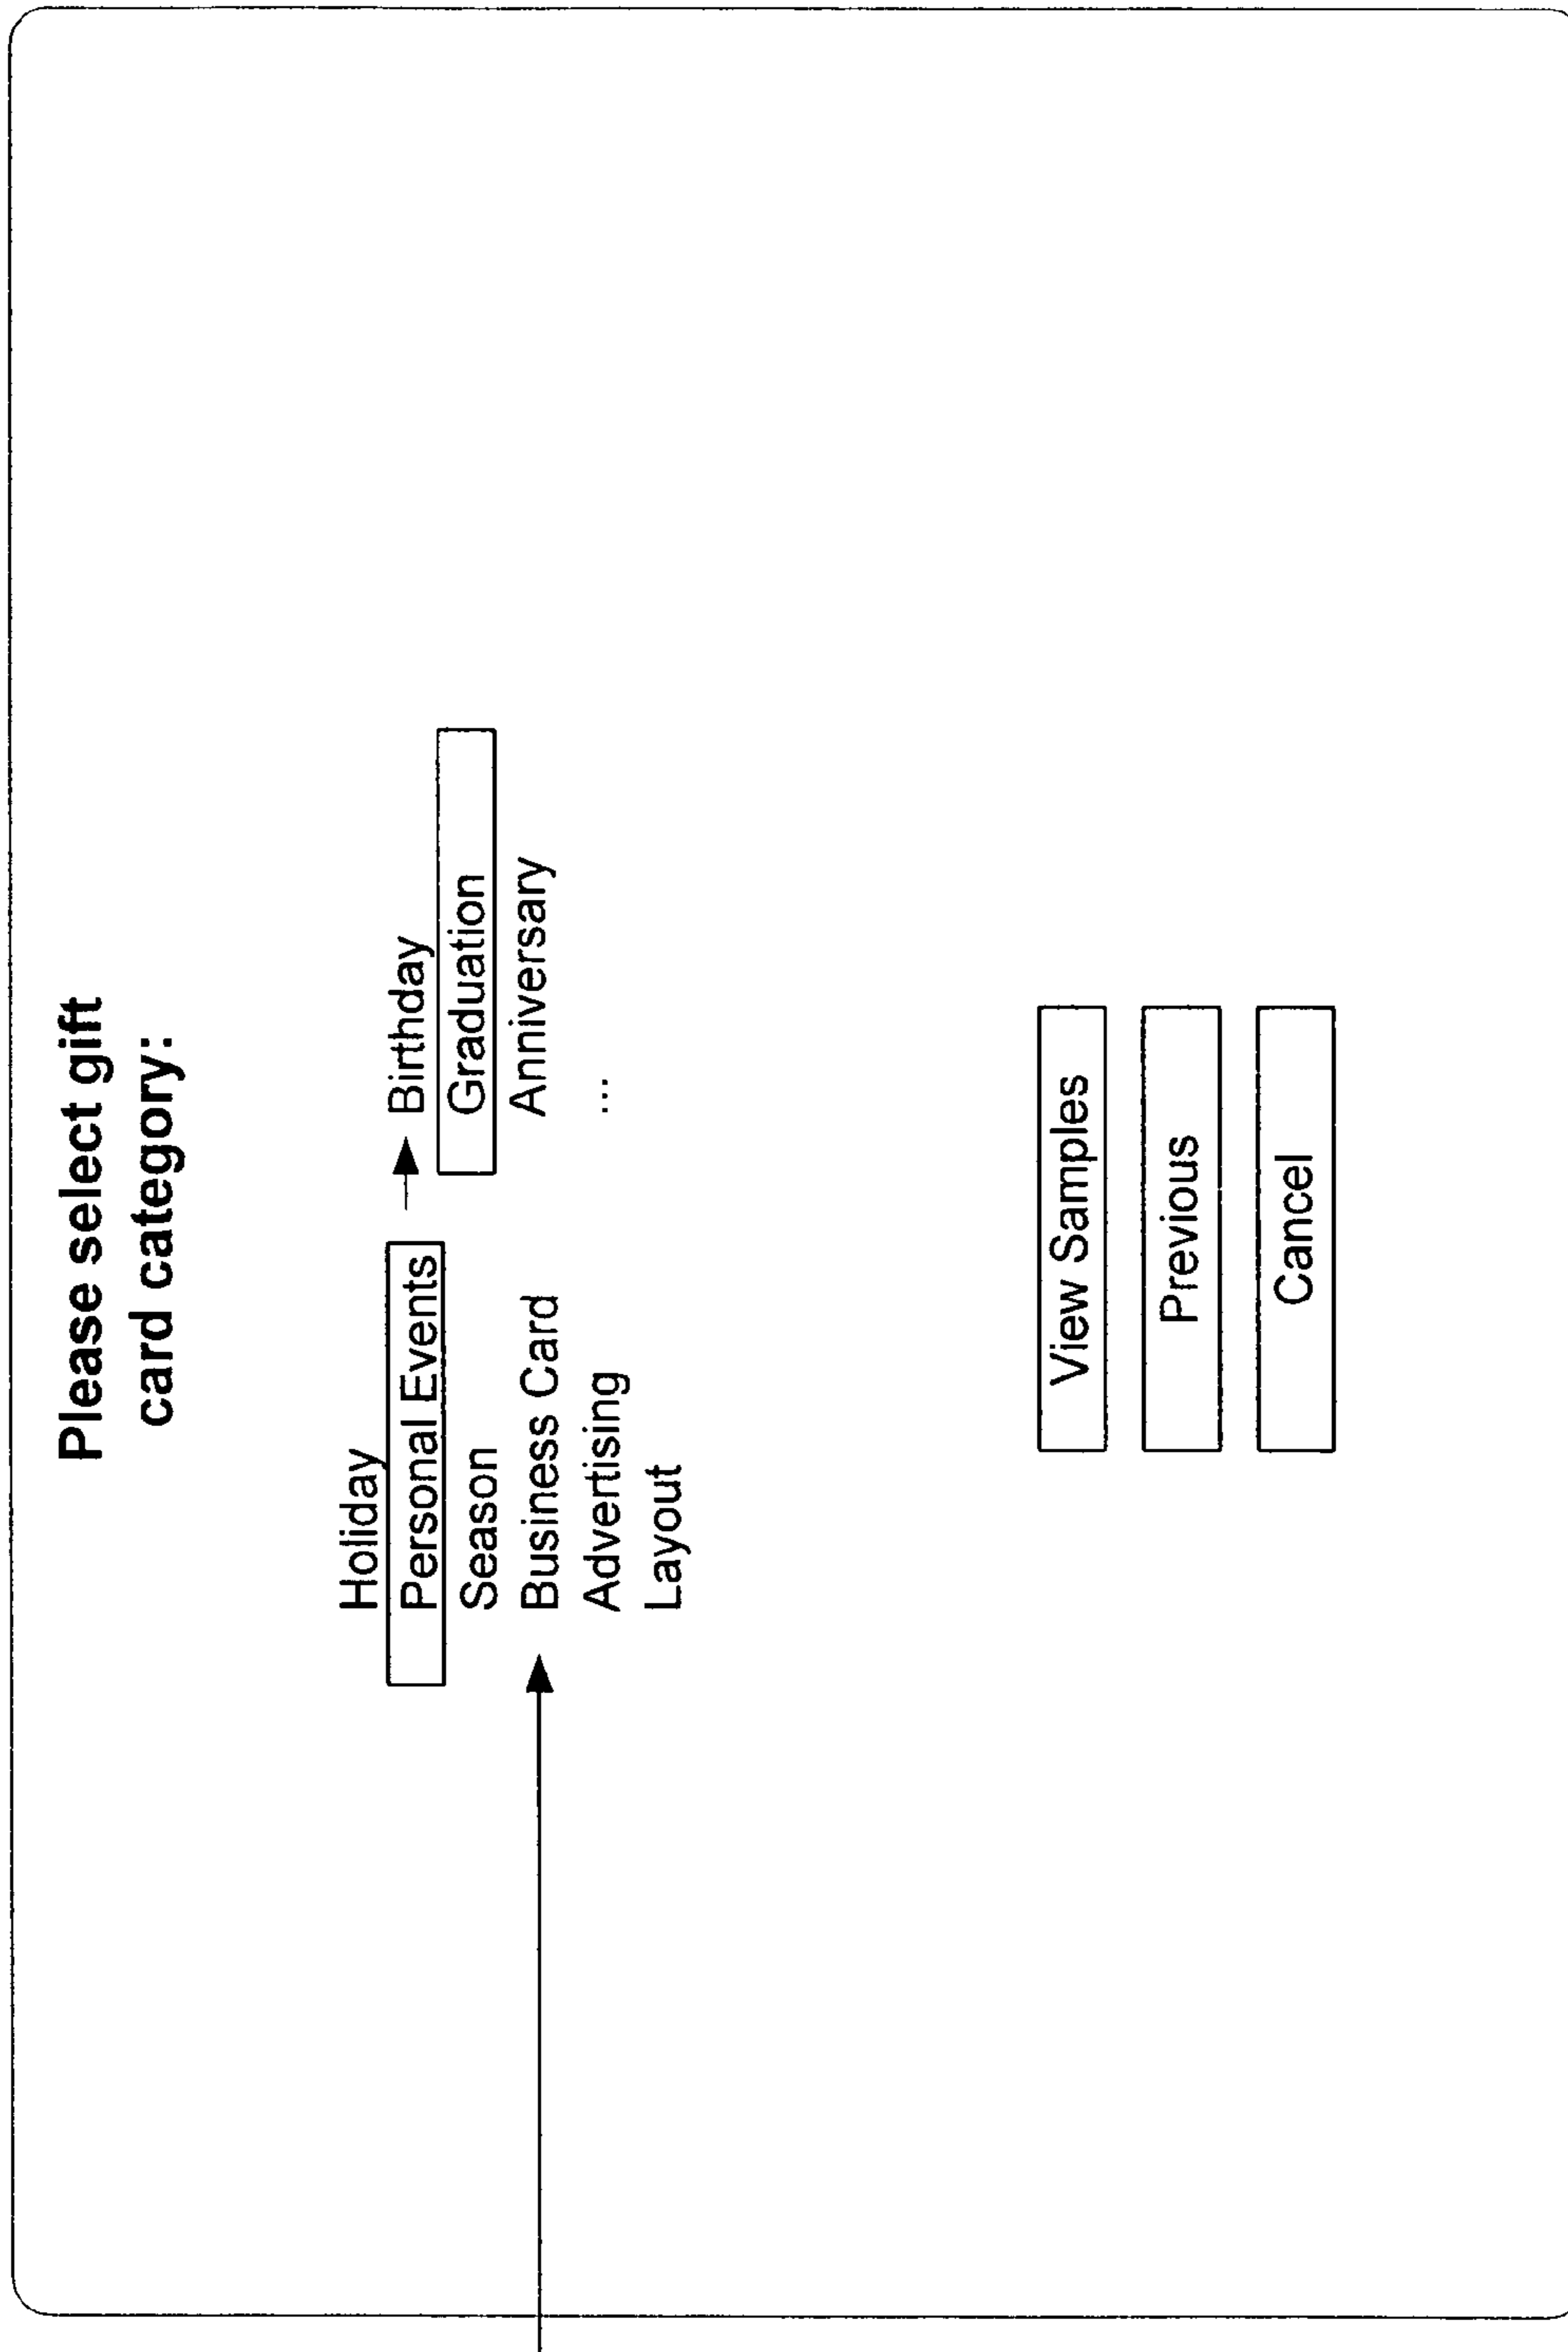 Please select gift
card category:
Holiday
Personal Events
Season
Business Card
Advertising
Layout
Birthday
Graduation
Anniversary
...
View Samples
Previous
Cancel